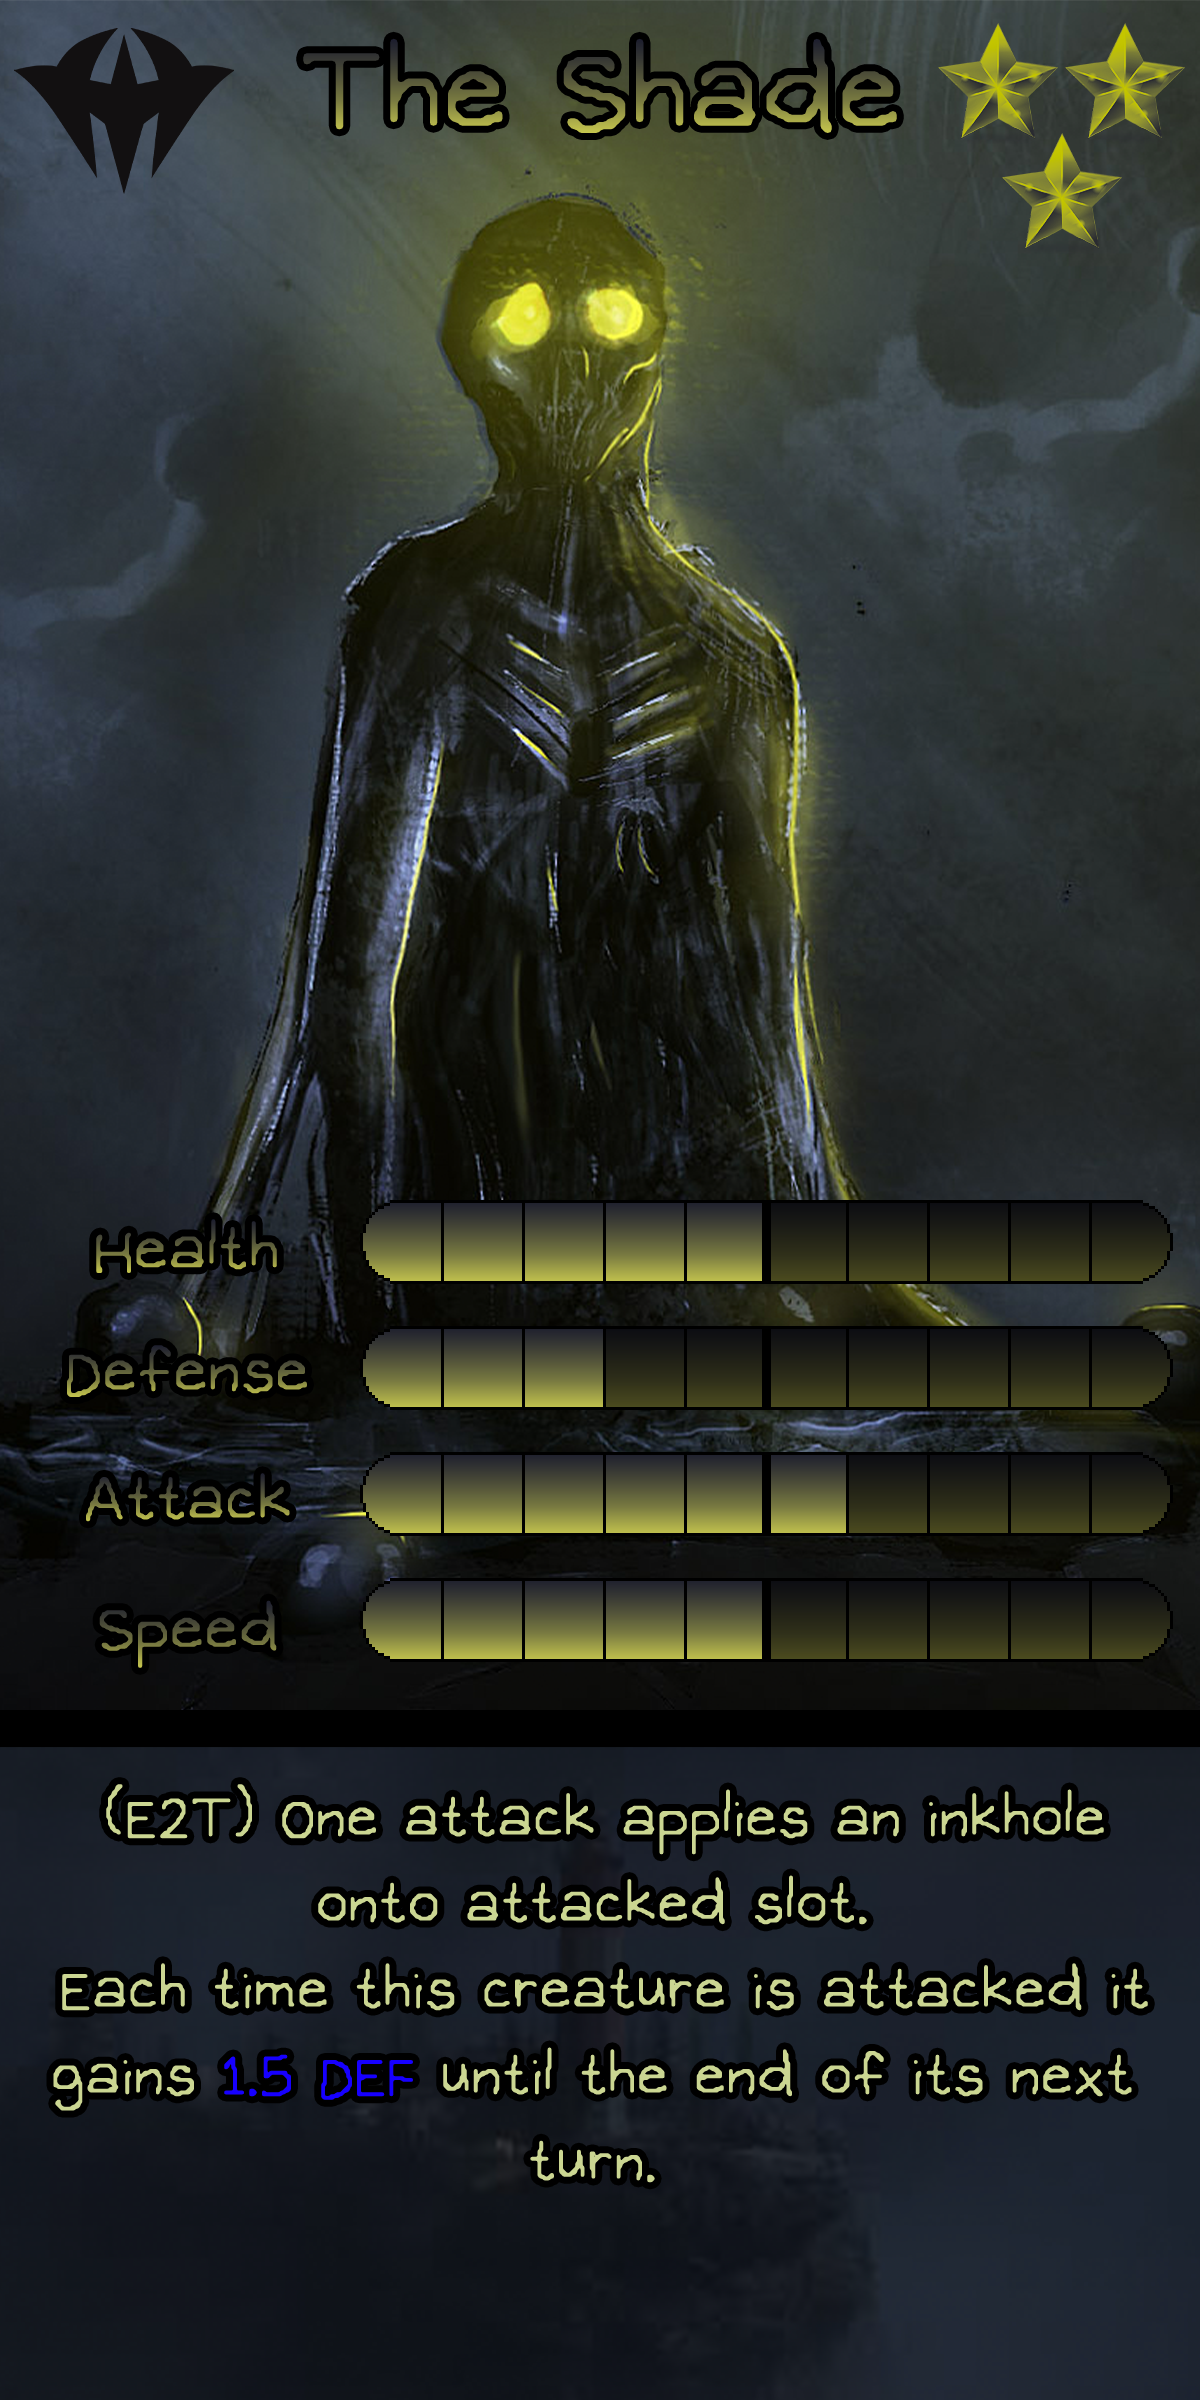 The Shade
Health
Defense
Attack
Speed
(E2T) One attack applies an inkhole
onto attacked slot.
Each time this creature is attacked it
gains 1.5 DEF until the end of its next
turn.